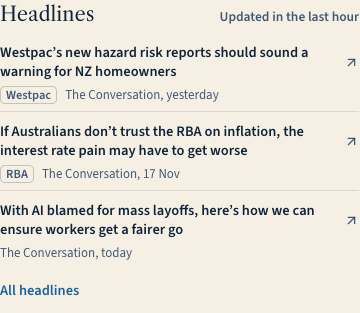 Headlines
Updated in the last hour
Westpac’s new hazard risk reports should sound a
warning for NZ homeowners
Westpac The Conversation, yesterday
If Australians don’t trust the RBA on inflation, the
interest rate pain may have to get worse
RBA The Conversation, 17 Nov
With AI blamed for mass layoffs, here’s how we can
ensure workers get a fairer go
The Conversation, today
All headlines